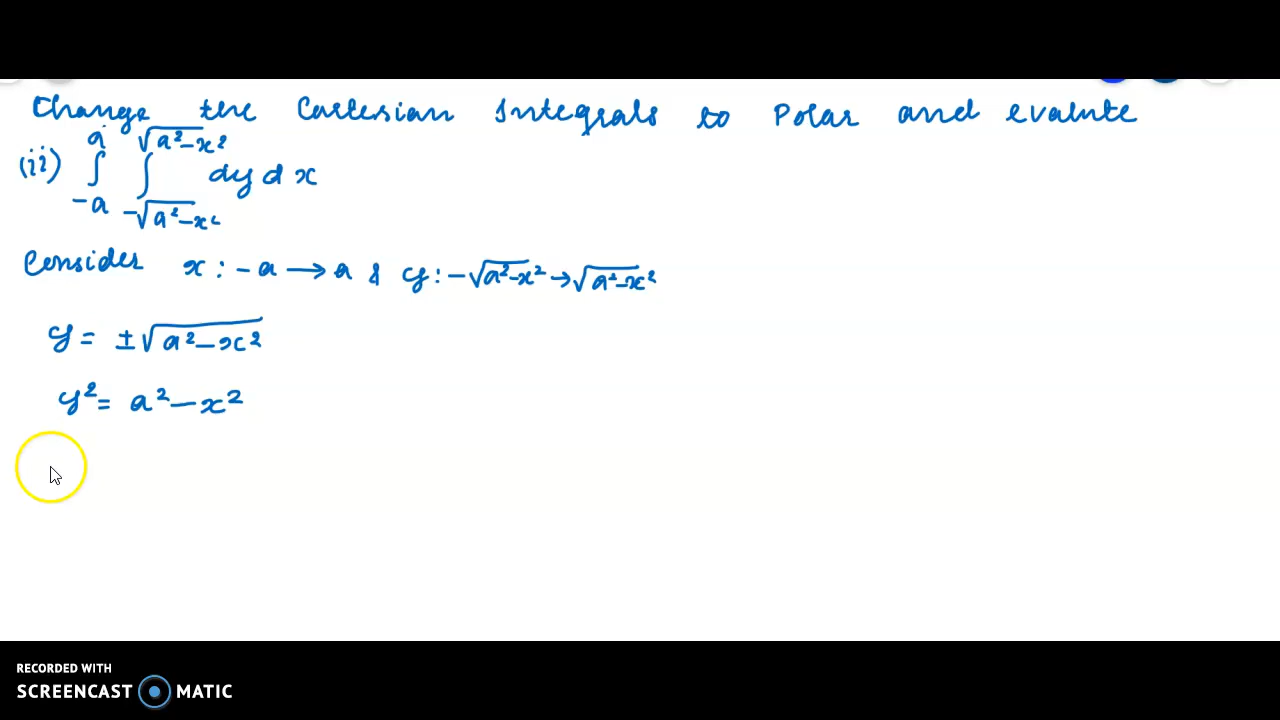 Change the Cartesian Integrals to Polar and evalute
(ii) ∫_{-a}^{a} ∫_{-√(a²-x²)}^{√(a²-x²)} dy dx
Consider x : -a → a & y : -√(a²-x²) → √(a²-x²)
y = ±√(a²-x²)
y² = a² - x²
RECORDED WITH
SCREENCAST MATIC